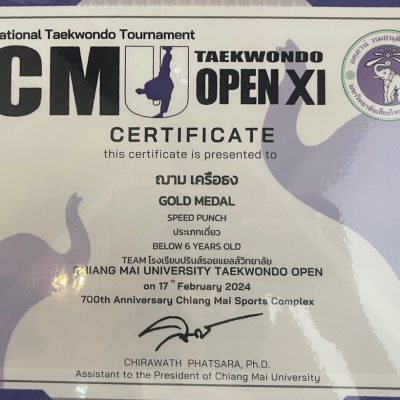 national Taekwondo Tournament
CMU TAEKWONDO
OPEN XI
CERTIFICATE
this certificate is presented to
ฌาม เครือธง
GOLD MEDAL
SPEED PUNCH
ประเภทเดี่ยว
BELOW 6 YEARS OLD
TEAM โรงเรียนปรินส์รอยแยลส์วิทยาลัย
CHIANG MAI UNIVERSITY TAEKWONDO OPEN
on 17th February 2024
700th Anniversary Chiang Mai Sports Complex
CHIRAWATH PHATSARA, Ph.D.
Assistant to the President of Chiang Mai University